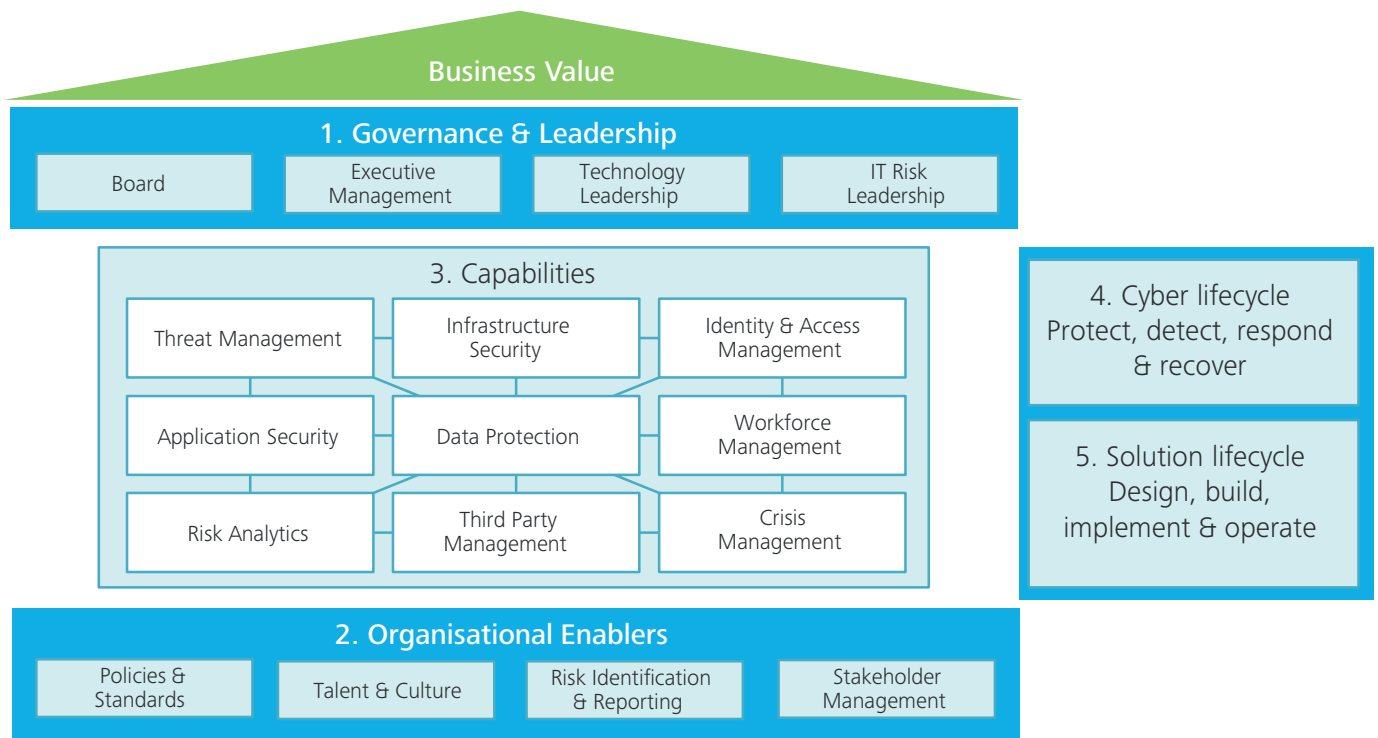 Business Value
1. Governance & Leadership
Board
Executive
Management
Technology
Leadership
IT Risk
Leadership
3. Capabilities
Threat Management
Infrastructure
Security
Identity & Access
Management
Application Security
Data Protection
Workforce
Management
Risk Analytics
Third Party
Management
Crisis
Management
4. Cyber lifecycle
Protect, detect, respond
& recover
5. Solution lifecycle
Design, build,
implement & operate
2. Organisational Enablers
Policies &
Standards
Talent & Culture
Risk Identification
& Reporting
Stakeholder
Management